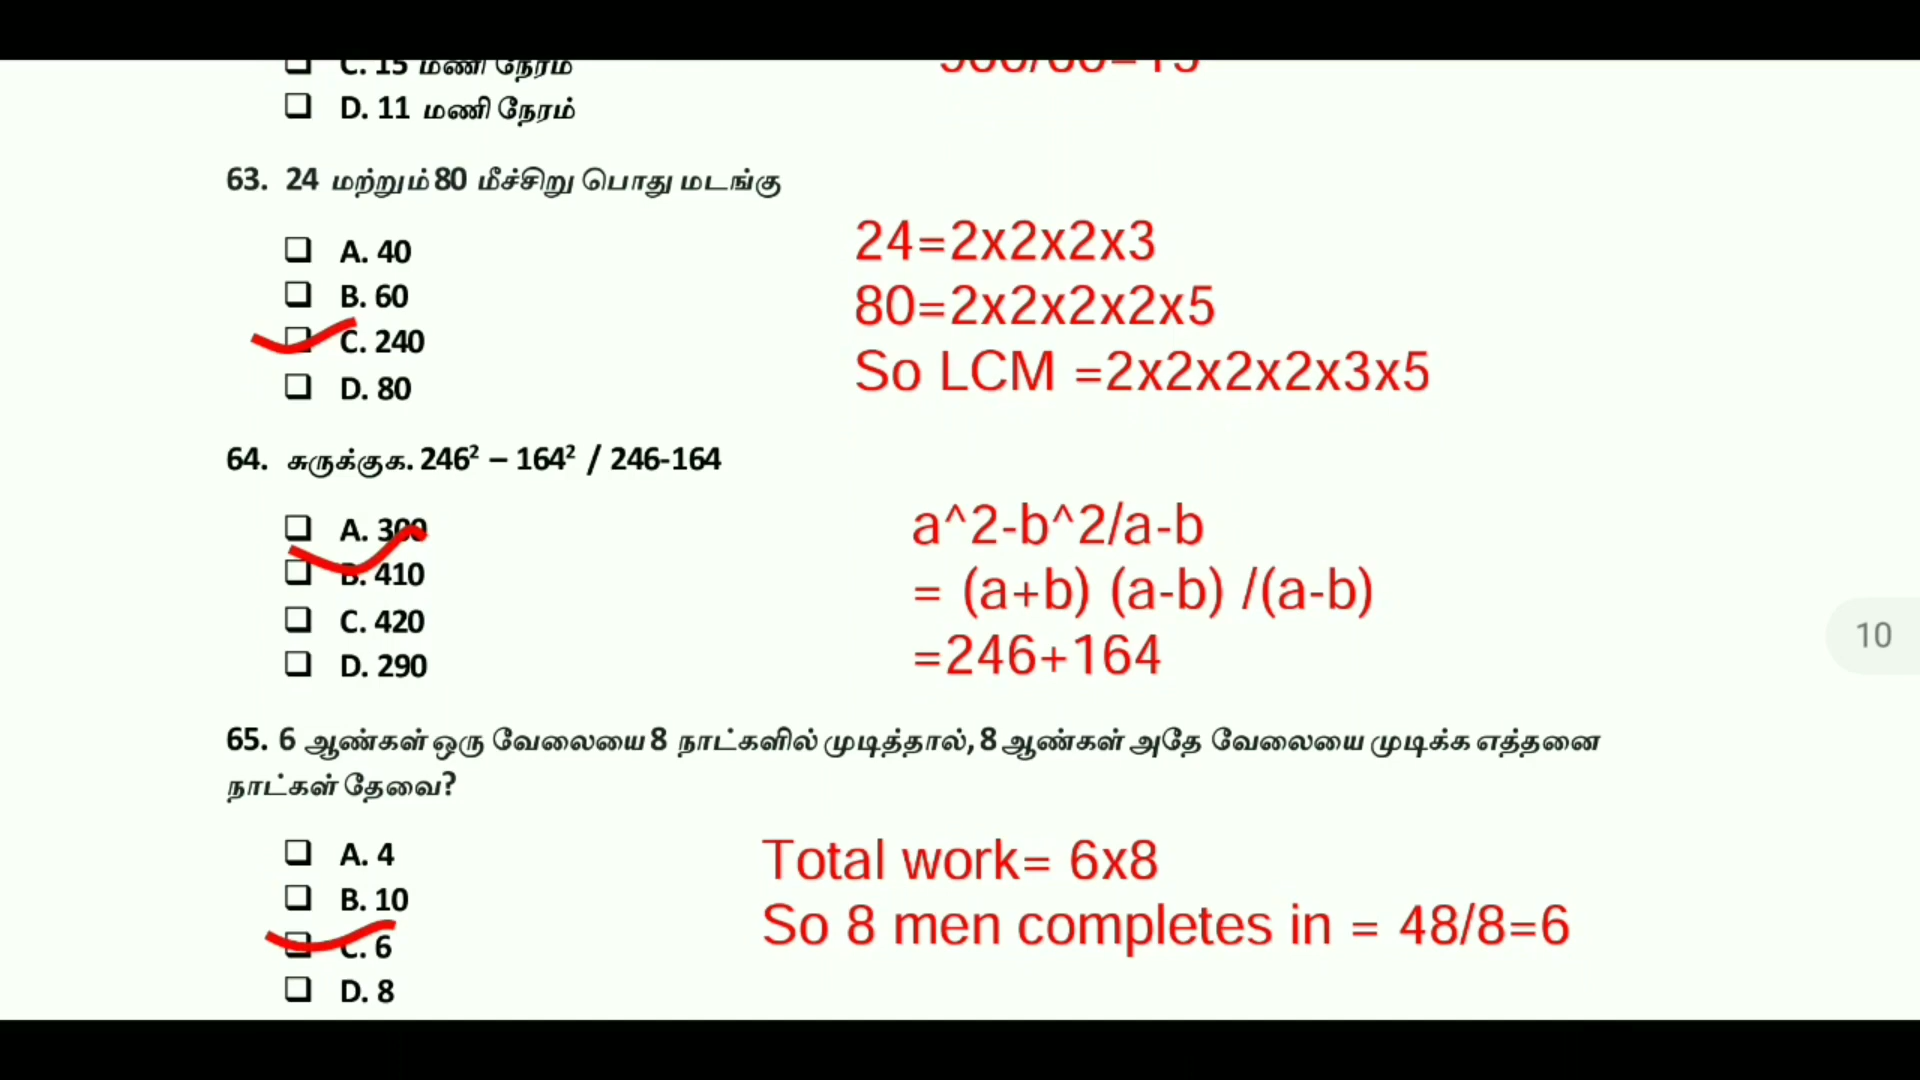 C. 15 மணி நேரம்
D. 11 மணி நேரம்
63. 24 மற்றும் 80 மீச்சிறு பொது மடங்கு
A. 40
B. 60
C. 240
D. 80
24=2x2x2x3
80=2x2x2x2x5
So LCM =2x2x2x2x3x5
64. சுருக்குக. 246² – 164² / 246-164
A. 300
B. 410
C. 420
D. 290
a^2-b^2/a-b
= (a+b) (a-b) /(a-b)
=246+164
10
65. 6 ஆண்கள் ஒரு வேலையை 8 நாட்களில் முடித்தால், 8 ஆண்கள் அதே வேலையை முடிக்க எத்தனை
நாட்கள் தேவை?
A. 4
B. 10
C. 6
D. 8
Total work= 6x8
So 8 men completes in = 48/8=6